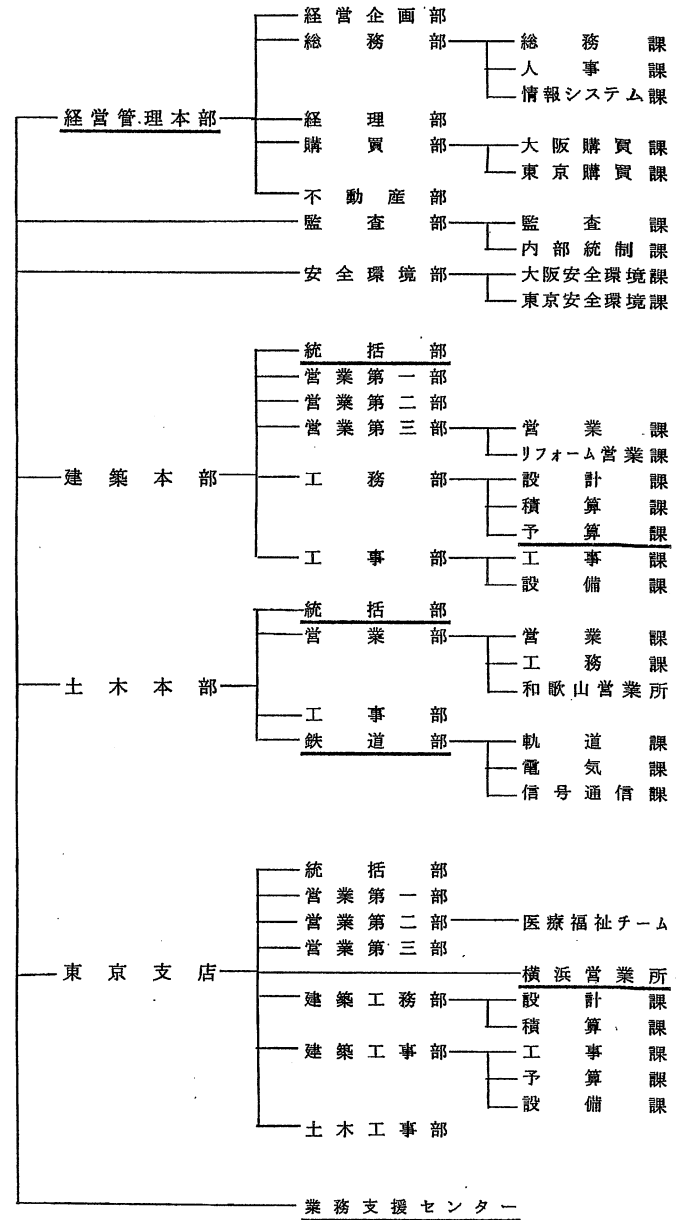 経営企画部
総務部 総務課
人事課
情報システム課
経営管理本部 経理部
購買部 大阪購買課
東京購買課
不動産部
監査部 監査課
内部統制課
安全環境部 大阪安全環境課
東京安全環境課
統括部
営業第一部
営業第二部
営業第三部 営業課
リフォーム営業課
建築本部 工務部 設計課
積算課
予算課
工事部 工事課
設備課
統括部
営業部 営業課
工務課
土木本部 和歌山営業所
工事部
鉄道部 軌道課
電気課
信号通信課
統括部
営業第一部
営業第二部 医療福祉チーム
営業第三部
東京支店 横浜営業所
建築工務部 設計課
積算課
建築工事部 工事課
予算課
設備課
土木工事部
業務支援センター